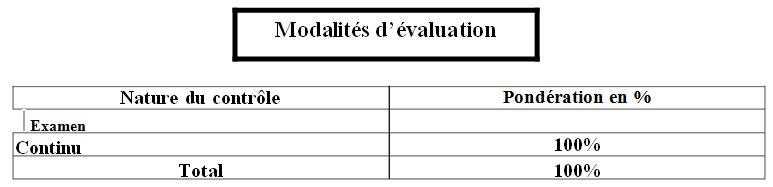 Modalités d’évaluation
Nature du contrôle Pondération en %
Examen
Continu 100%
Total 100%